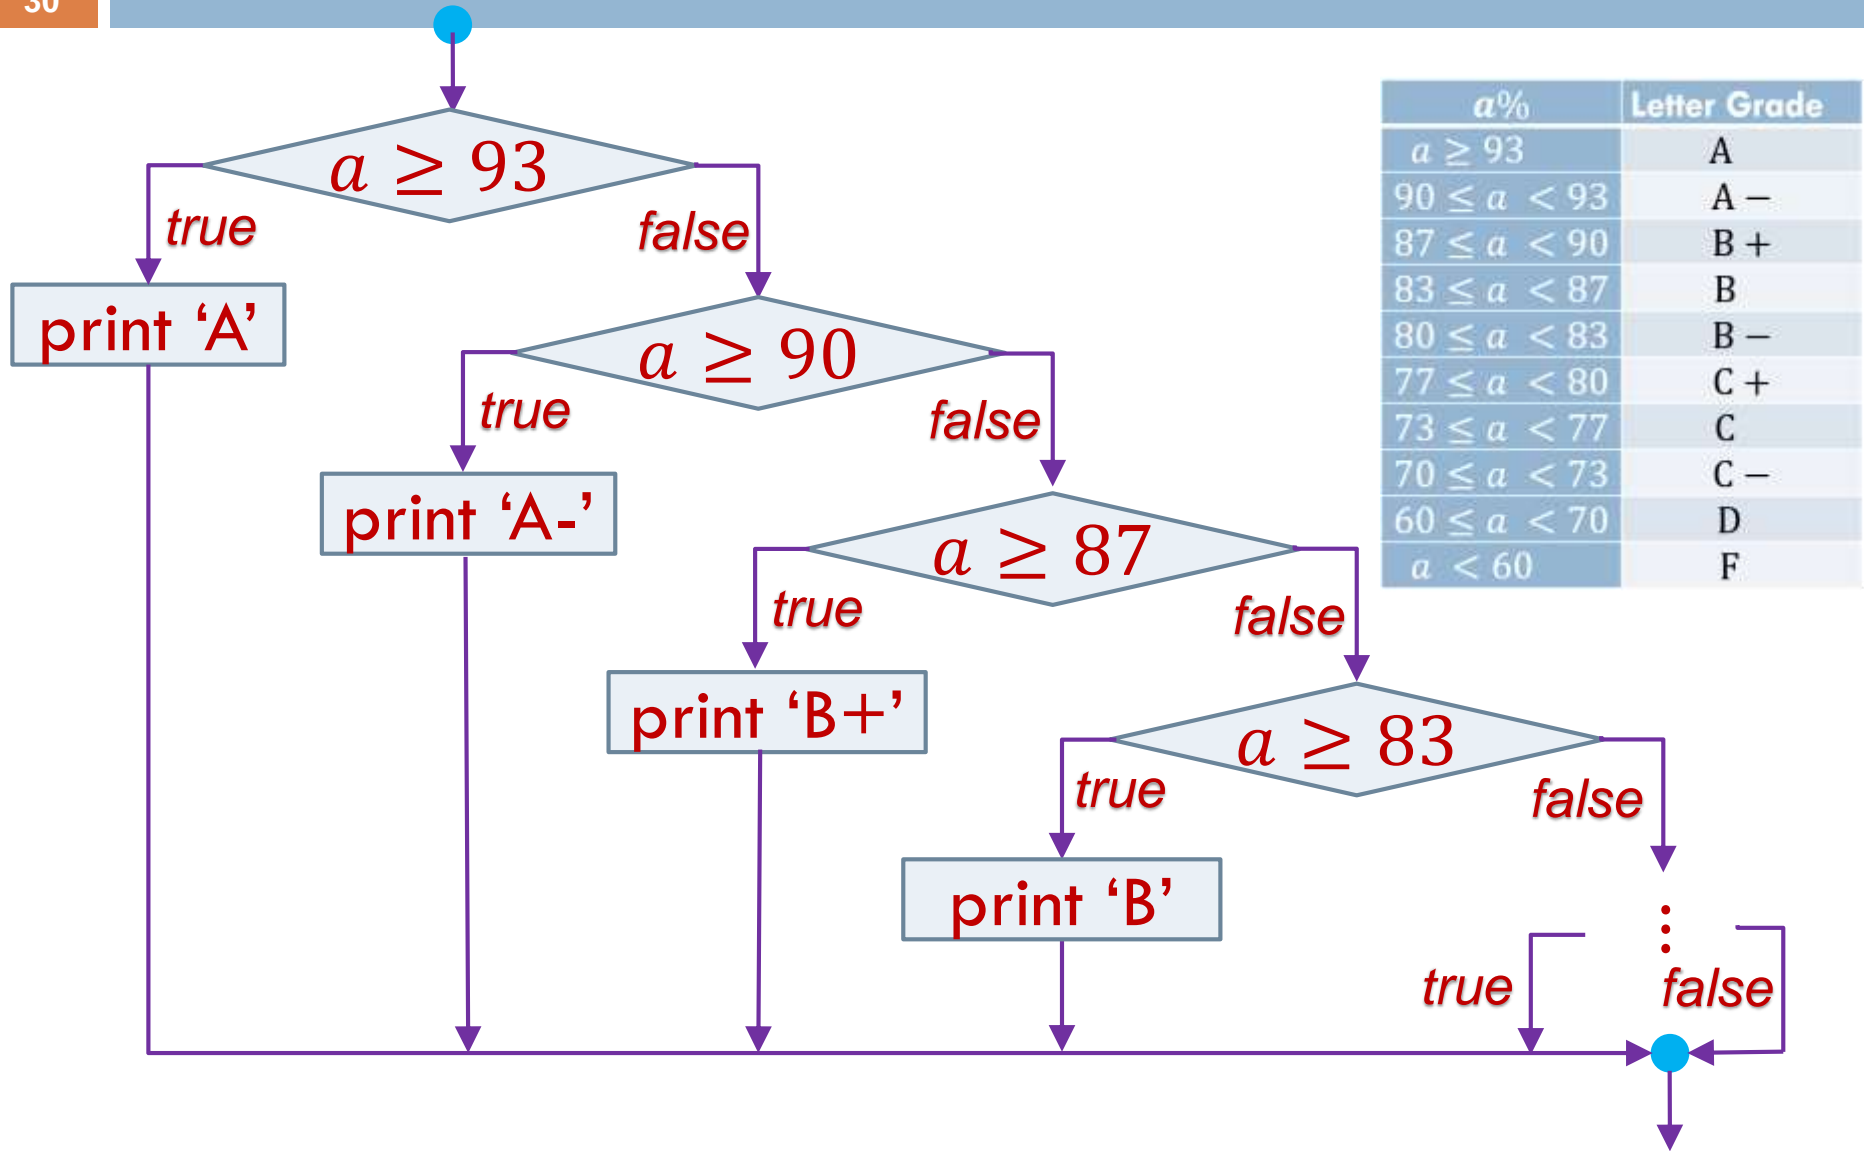 30
a ≥ 93
true
false
print ‘A’
a ≥ 90
true
false
print ‘A-’
a ≥ 87
true
false
print ‘B+’
a ≥ 83
true
false
print ‘B’
⋮
true
false
a% Letter Grade
a ≥ 93 A
90 ≤ a < 93 A −
87 ≤ a < 90 B +
83 ≤ a < 87 B
80 ≤ a < 83 B −
77 ≤ a < 80 C +
73 ≤ a < 77 C
70 ≤ a < 73 C −
60 ≤ a < 70 D
a < 60 F